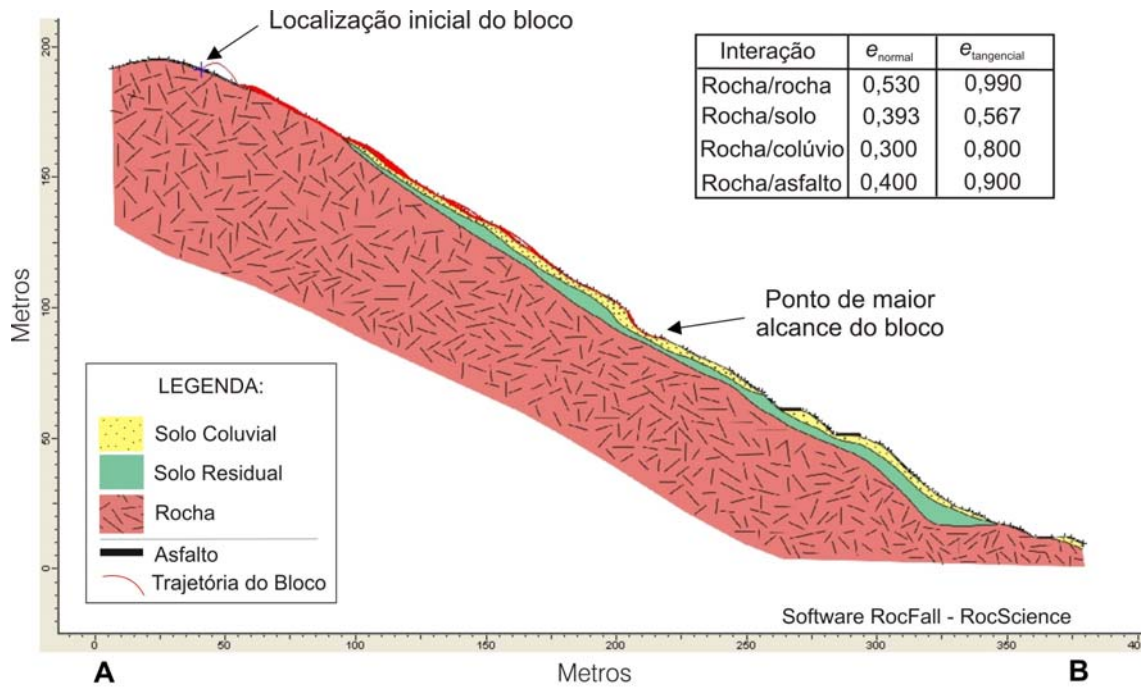 Localização inicial do bloco
Interação e normal e tangencial
Rocha/rocha 0,530 0,990
Rocha/solo 0,393 0,567
Rocha/colúvio 0,300 0,800
Rocha/asfalto 0,400 0,900
Ponto de maior
alcance do bloco
Metros
200
150
100
50
0
LEGENDA:
Solo Coluvial
Solo Residual
Rocha
Asfalto
Trajetória do Bloco
Software RocFall - RocScience
0 50 100 150 200 250 300 350 400
A Metros B